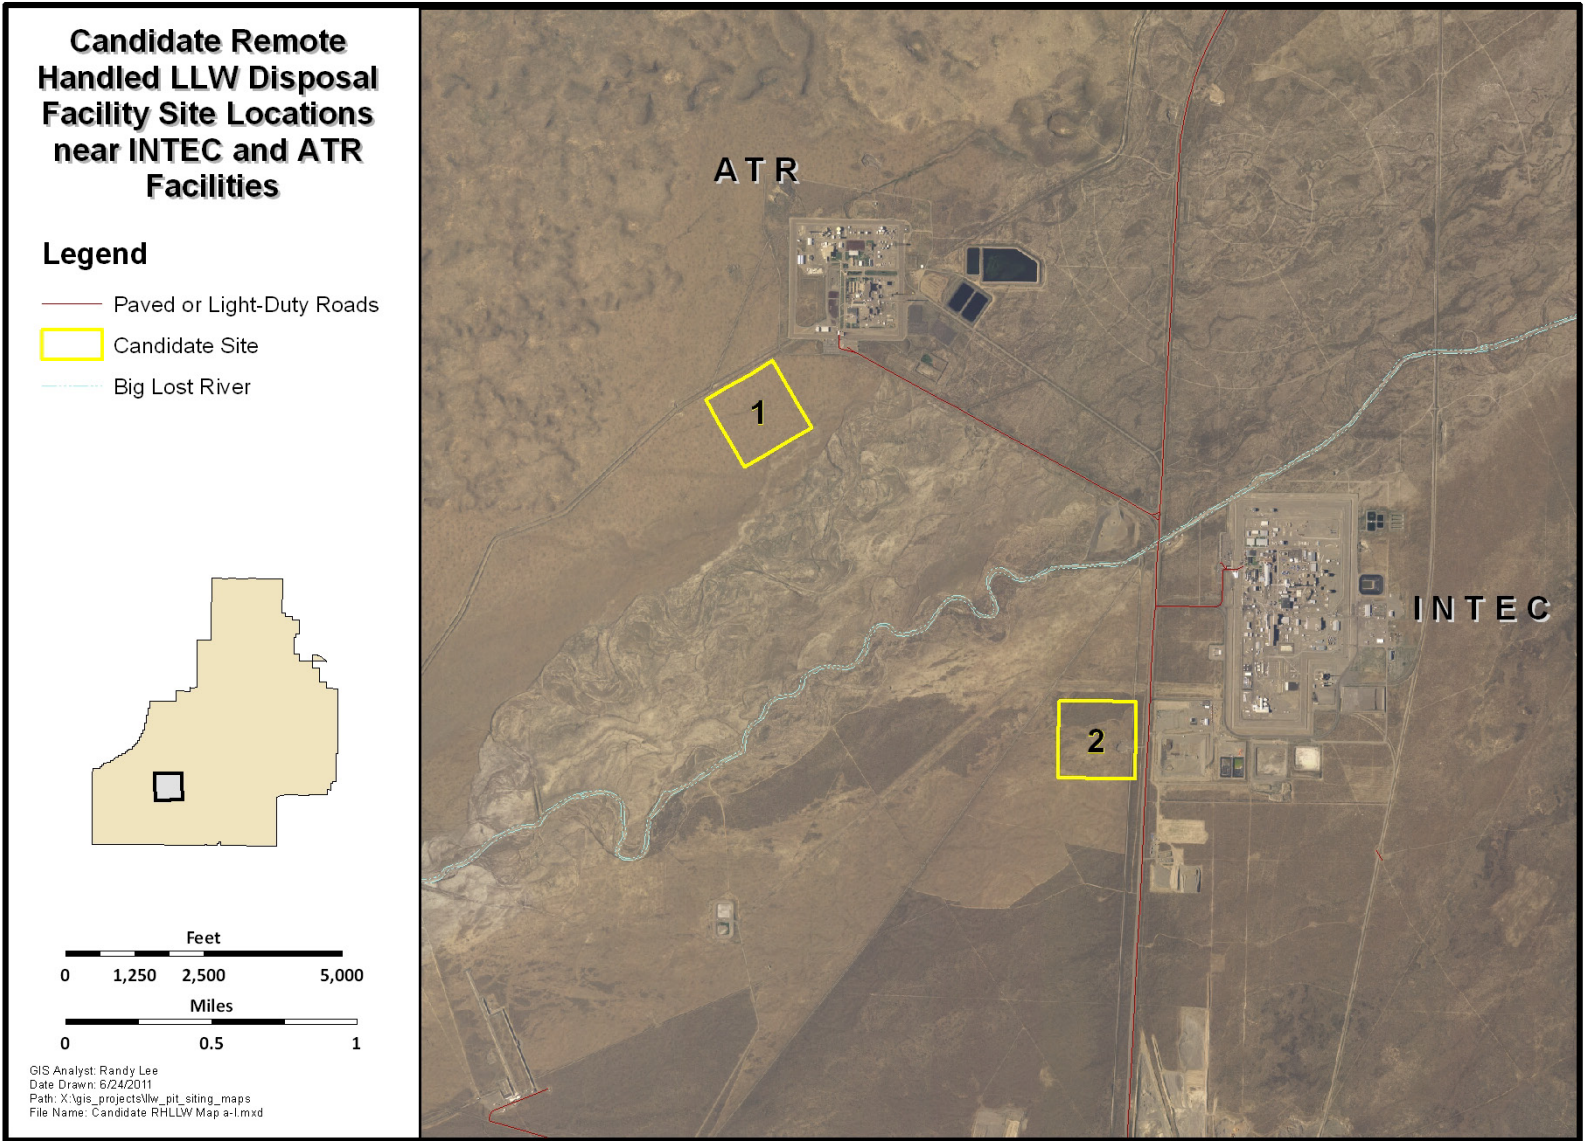 Candidate Remote
Handled LLW Disposal
Facility Site Locations
near INTEC and ATR
Facilities
Legend
Paved or Light-Duty Roads
Candidate Site
Big Lost River
Feet
0 1,250 2,500 5,000
Miles
0 0.5 1
GIS Analyst: Randy Lee
Date Drawn: 6/24/2011
Path: X:\gis_projects\llw_pit_siting_maps
File Name: Candidate RHLLW Map a-l.mxd
ATR
1
INTEC
2